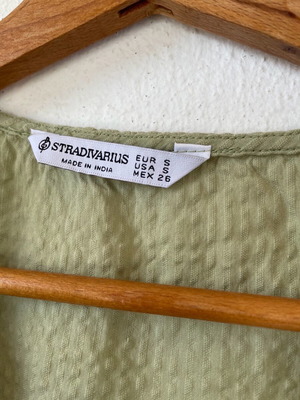 STRADIVARIUS
MADE IN INDIA
EUR S
USA S
MEX 26